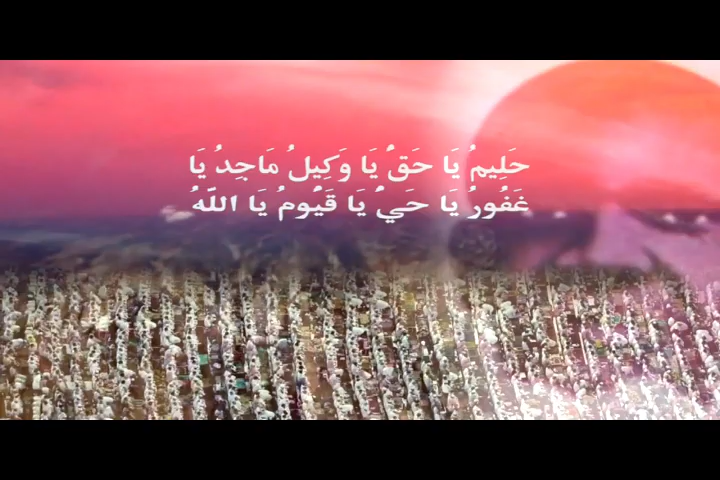 حَلِيمُ يَا حَقُّ يَا وَكِيلُ مَاجِدُ يَا
غَفُورُ يَا حَيُّ يَا قَيُّومُ يَا اللّهُ